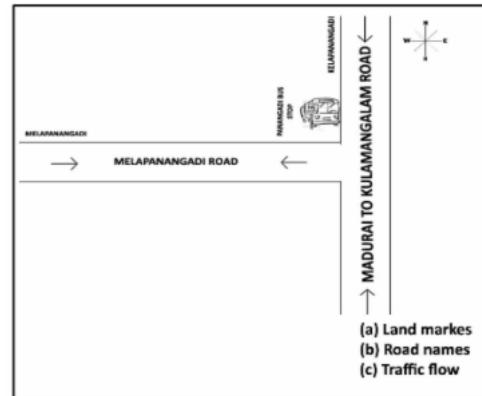 KELAPANANGADI
N
W E
S
PANANGADI BUS
STOP
MELAPANANGADI
MELAPANANGADI ROAD
MADURAI TO KULAMANGALAM ROAD
(a) Land markes
(b) Road names
(c) Traffic flow